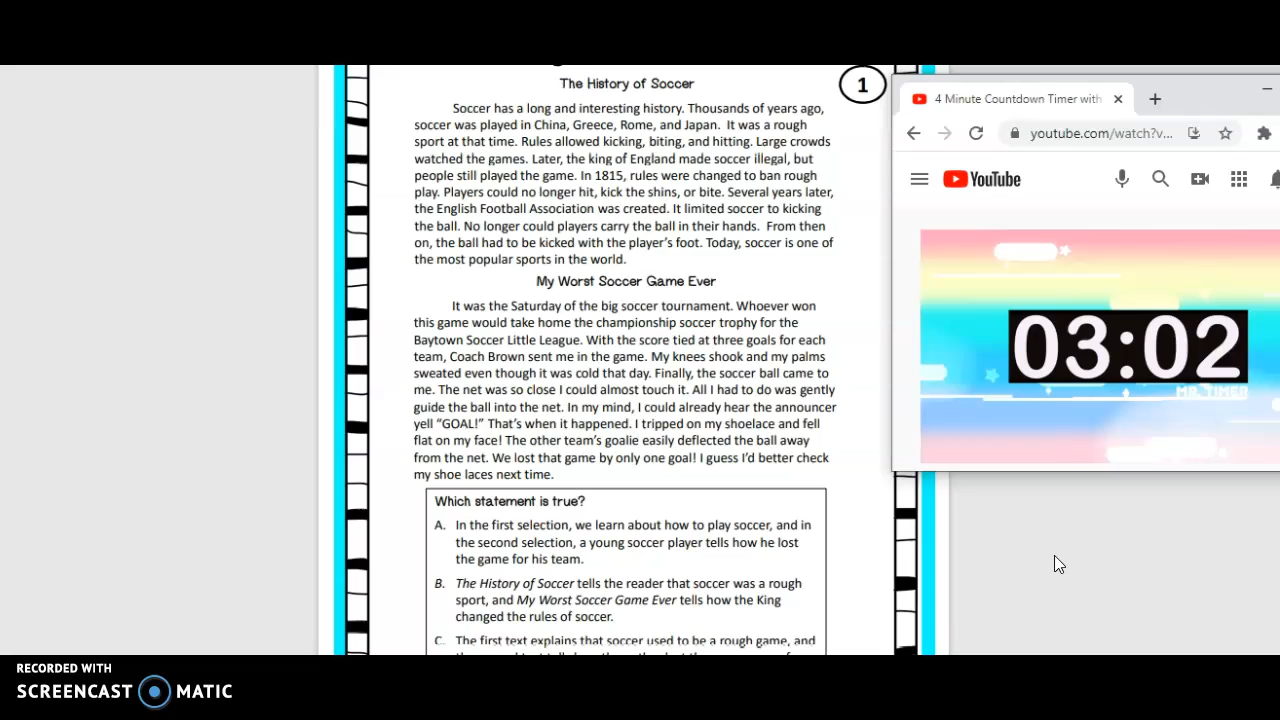 The History of Soccer
1
Soccer has a long and interesting history. Thousands of years ago,
soccer was played in China, Greece, Rome, and Japan. It was a rough
sport at that time. Rules allowed kicking, biting, and hitting. Large crowds
watched the games. Later, the king of England made soccer illegal, but
people still played the game. In 1815, rules were changed to ban rough
play. Players could no longer hit, kick the shins, or bite. Several years later,
the English Football Association was created. It limited soccer to kicking
the ball. No longer could players carry the ball in their hands. From then
on, the ball had to be kicked with the player's foot. Today, soccer is one of
the most popular sports in the world.
My Worst Soccer Game Ever
It was the Saturday of the big soccer tournament. Whoever won
this game would take home the championship soccer trophy for the
Baytown Soccer Little League. With the score tied at three goals for each
team, Coach Brown sent me in the game. My knees shook and my palms
sweated even though it was cold that day. Finally, the soccer ball came to
me. The net was so close I could almost touch it. All I had to do was gently
guide the ball into the net. In my mind, I could already hear the announcer
yell “GOAL!” That's when it happened. I tripped on my shoelace and fell
flat on my face! The other team's goalie easily deflected the ball away
from the net. We lost that game by only one goal! I guess I'd better check
my shoe laces next time.
Which statement is true?
A. In the first selection, we learn about how to play soccer, and in
the second selection, a young soccer player tells how he lost
the game for his team.
B. The History of Soccer tells the reader that soccer was a rough
sport, and My Worst Soccer Game Ever tells how the King
changed the rules of soccer.
C. The first text explains that soccer used to be a rough game, and
4 Minute Countdown Timer with
youtube.com/watch?v...
YouTube
03:02
MR. TIMER
RECORDED WITH
SCREENCAST MATIC